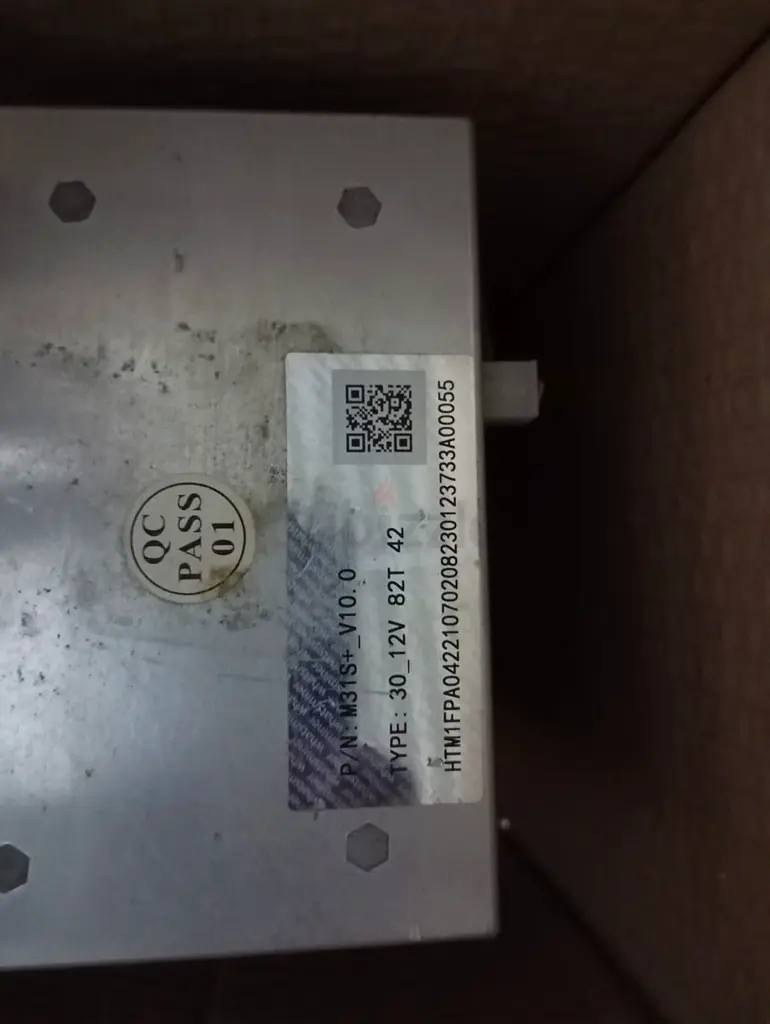 QC
PASS
01
P/N: M31S+_V10.0
TYPE: 30_12V 82T 42
HTM1FPA04221070208230123733A00055